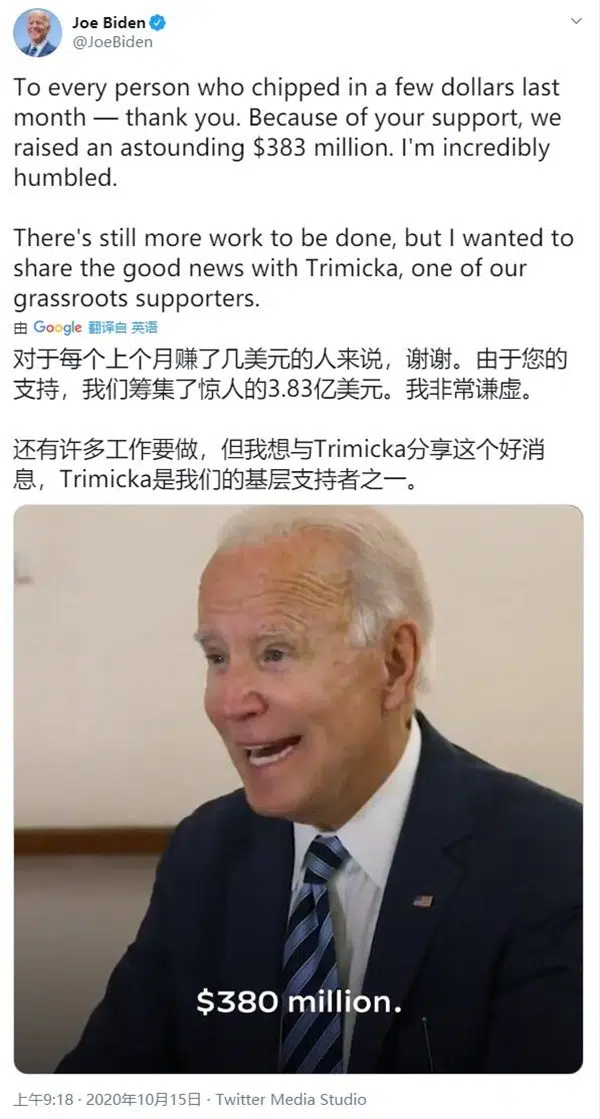 Joe Biden
@JoeBiden
To every person who chipped in a few dollars last
month — thank you. Because of your support, we
raised an astounding $383 million. I'm incredibly
humbled.
There's still more work to be done, but I wanted to
share the good news with Trimicka, one of our
grassroots supporters.
由 Google 翻译自 英语
对于每个上个月赚了几美元的人来说，谢谢。由于您的
支持，我们筹集了惊人的3.83亿美元。我非常谦虚。
还有许多工作要做，但我想与Trimicka分享这个好消
息，Trimicka是我们的基层支持者之一。
$380 million.
上午9:18 · 2020年10月15日 · Twitter Media Studio